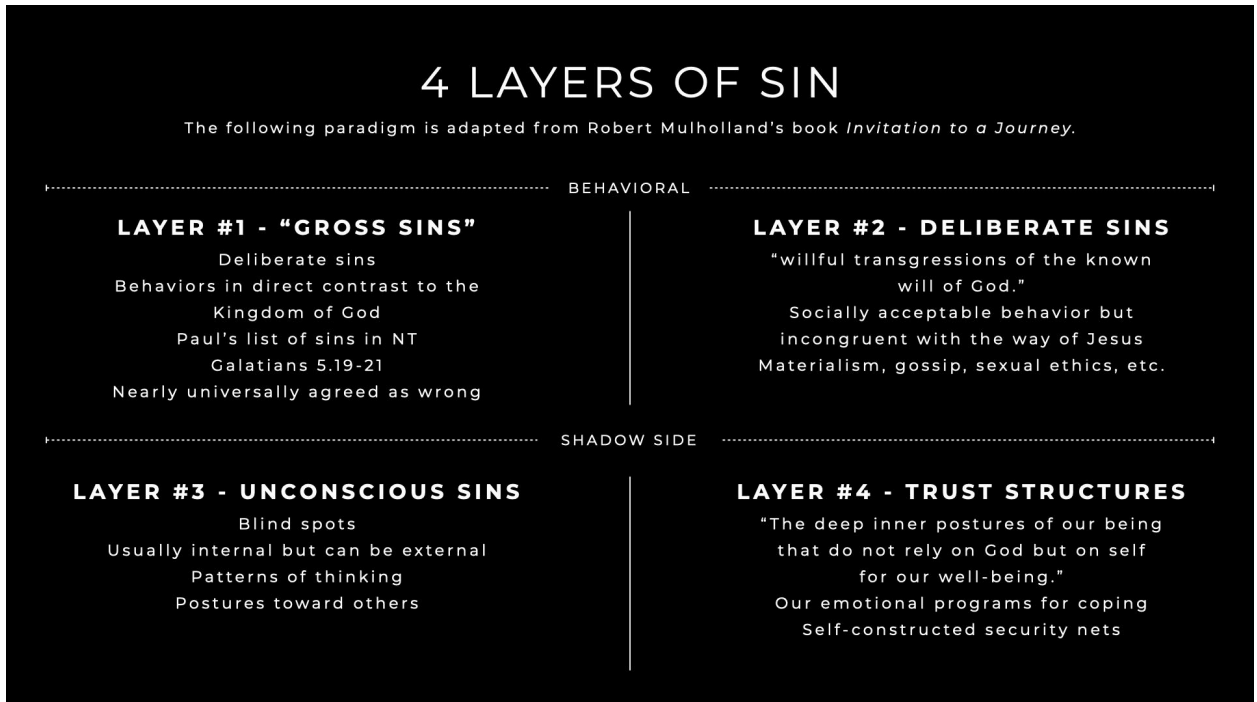 4 LAYERS OF SIN
The following paradigm is adapted from Robert Mulholland’s book Invitation to a Journey.
BEHAVIORAL
LAYER #1 - “GROSS SINS”
Deliberate sins
Behaviors in direct contrast to the
Kingdom of God
Paul’s list of sins in NT
Galatians 5.19-21
Nearly universally agreed as wrong
LAYER #2 - DELIBERATE SINS
“willful transgressions of the known
will of God.”
Socially acceptable behavior but
incongruent with the way of Jesus
Materialism, gossip, sexual ethics, etc.
SHADOW SIDE
LAYER #3 - UNCONSCIOUS SINS
Blind spots
Usually internal but can be external
Patterns of thinking
Postures toward others
LAYER #4 - TRUST STRUCTURES
“The deep inner postures of our being
that do not rely on God but on self
for our well-being.”
Our emotional programs for coping
Self-constructed security nets